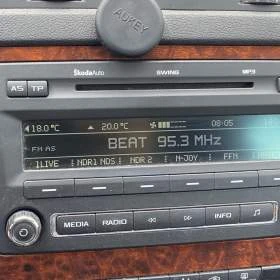 AUKEY
ŠkodaAuto SWING MP3
AS TP
18.0 °C 20.0 °C 08-05
BEAT 95.3 MHz
FM AS
1LIVE NDR1 NDS NDR 2 N-JOY FFN
MEDIA RADIO INFO